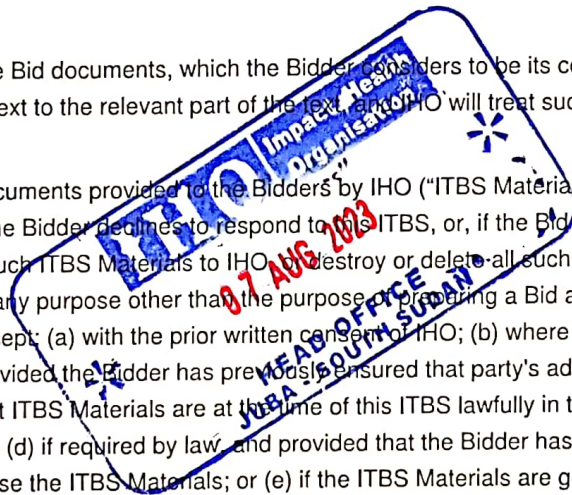 e Bid documents, which the Bidder considers to be its co
ext to the relevant part of the text, and IHO will treat suc
IHO
Impact Health
Organisation
cuments provided to the Bidders by IHO (“ITBS Materia
ne Bidder declines to respond to this ITBS, or, if the Bid
uch ITBS Materials to IHO, or destroy or delete all such
any purpose other than the purpose of preparing a Bid a
ept: (a) with the prior written consent of IHO; (b) where
vided the Bidder has previously ensured that party's ad
t ITBS Materials are at the time of this ITBS lawfully in t
(d) if required by law, and provided that the Bidder has
se the ITBS Materials; or (e) if the ITBS Materials are g
07 AUG 2023
HEAD OFFICE
JUBA - SOUTH SUDAN